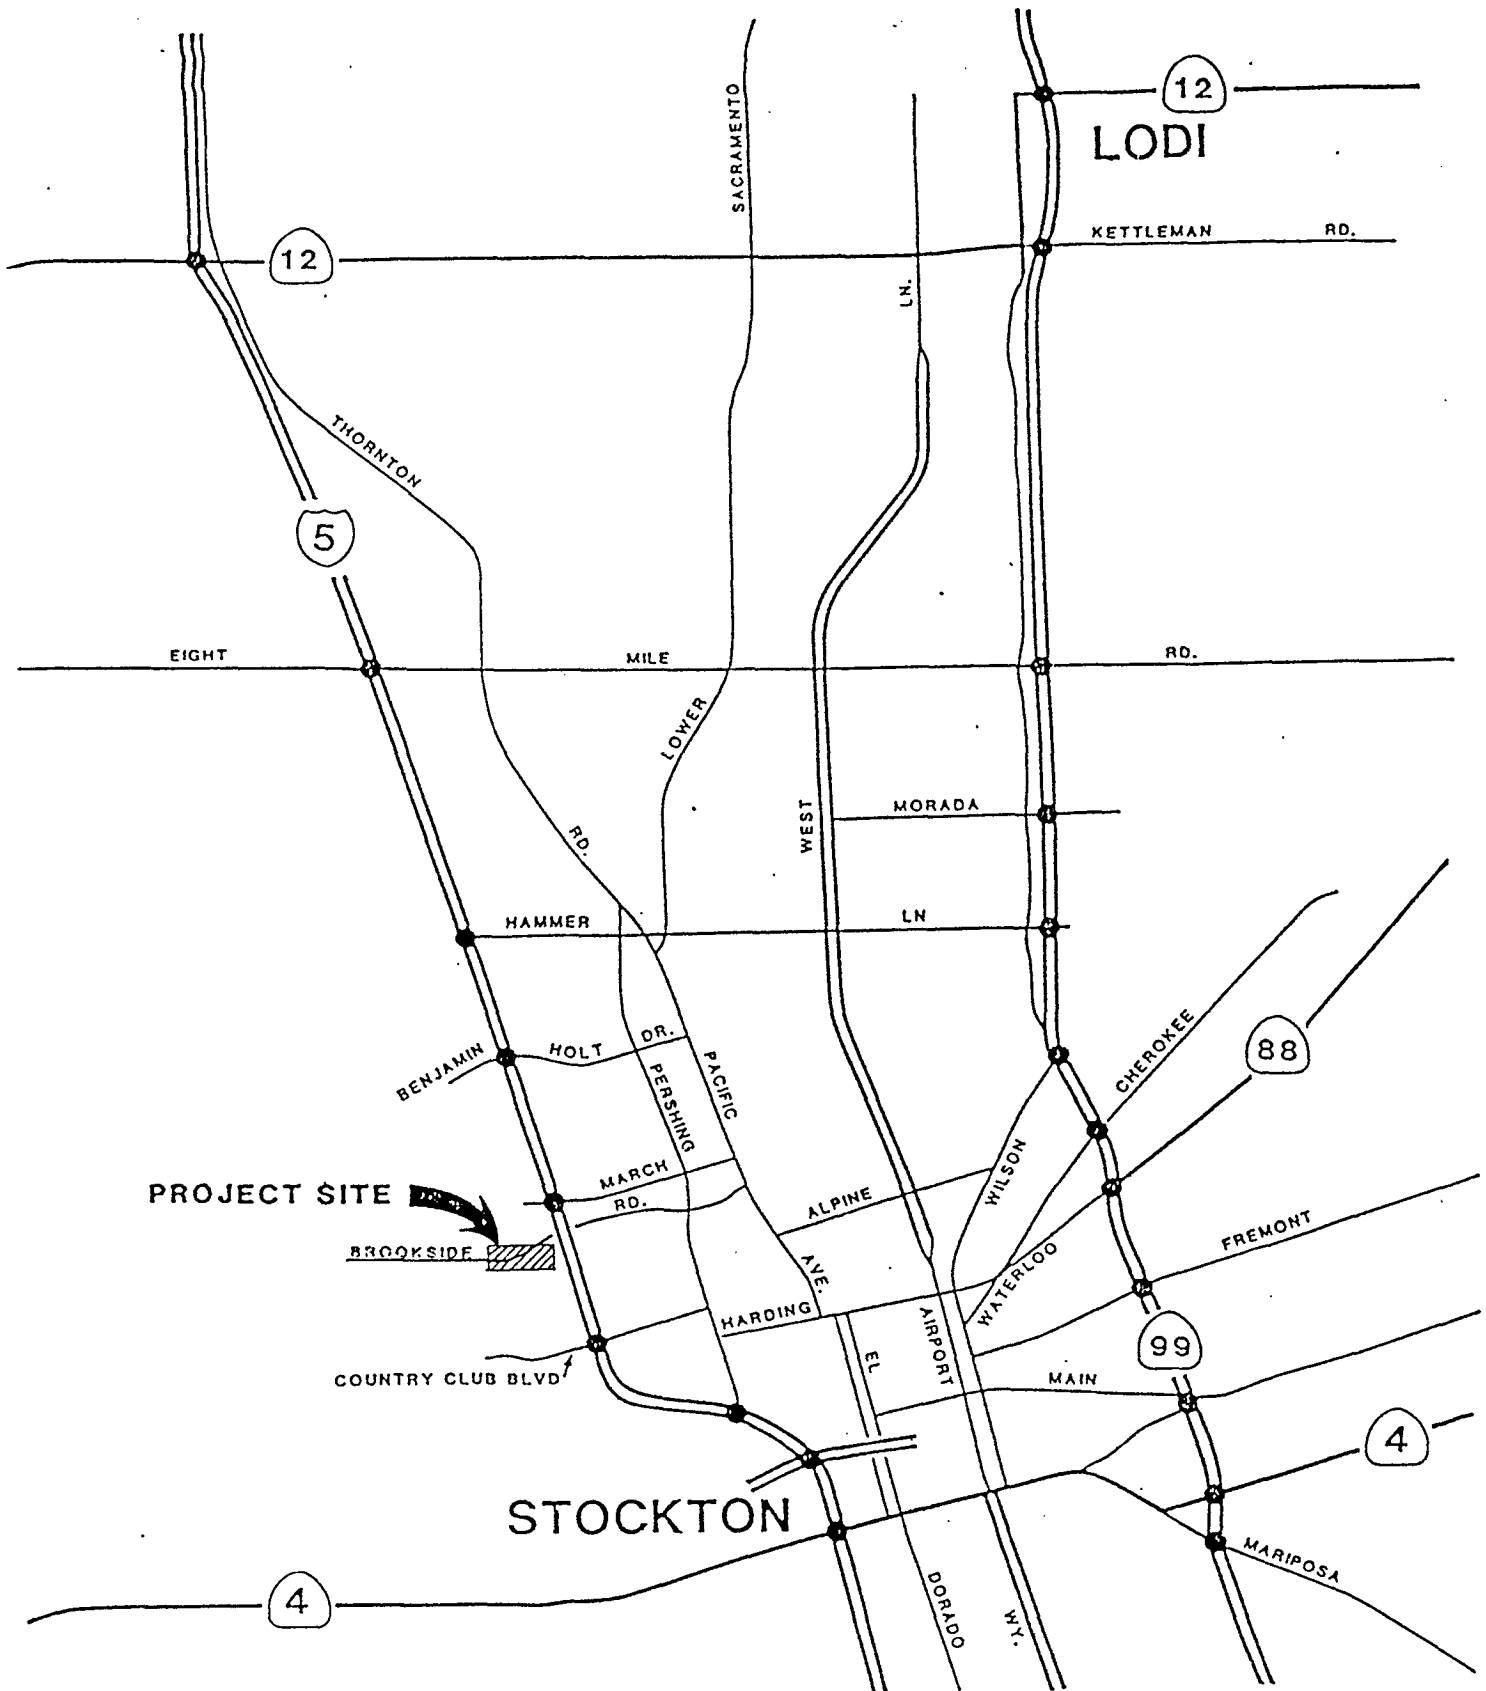 SACRAMENTO
12
LODI
KETTLEMAN RD.
12
LN.
THORNTON
5
EIGHT MILE RD.
LOWER
WEST
MORADA
RD.
HAMMER LN
CHEROKEE
88
BENJAMIN HOLT DR.
PACIFIC
PERSHING
MARCH
RD.
WILSON
PROJECT SITE
ALPINE
BROOKSIDE
FREMONT
WATERLOO
AVE.
HARDING
AIRPORT
99
EL
COUNTRY CLUB BLVD
MAIN
4
STOCKTON
MARIPOSA
4
DORADO
WY.